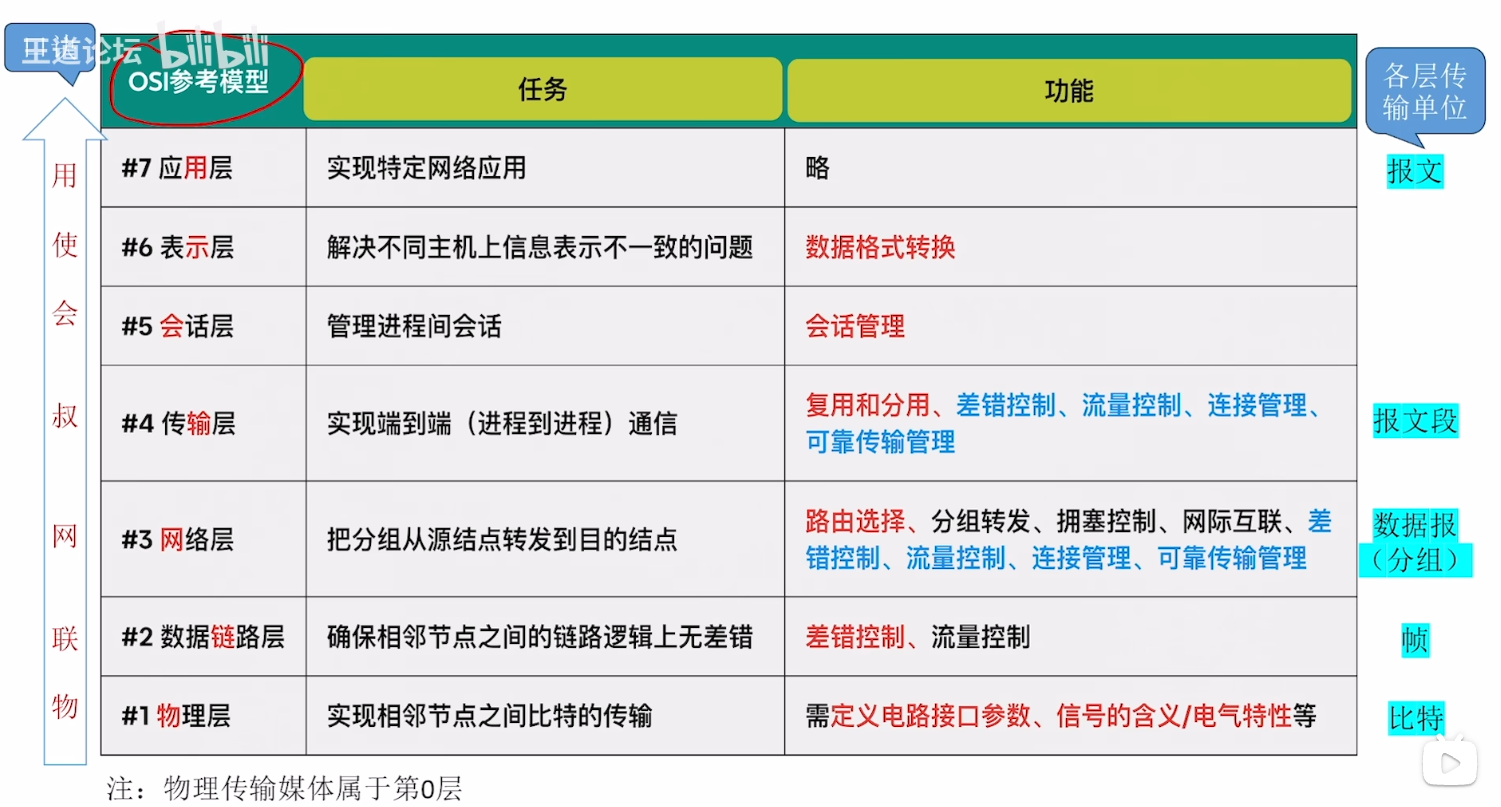 王道论坛
bilibili
OSI参考模型
任务
功能
各层传
输单位
用
使
会
叔
网
联
物
#7 应用层
实现特定网络应用
略
报文
#6 表示层
解决不同主机上信息表示不一致的问题
数据格式转换
#5 会话层
管理进程间会话
会话管理
#4 传输层
实现端到端（进程到进程）通信
复用和分用、差错控制、流量控制、连接管理、
可靠传输管理
报文段
#3 网络层
把分组从源结点转发到目的结点
路由选择、分组转发、拥塞控制、网际互联、差
错控制、流量控制、连接管理、可靠传输管理
数据报
（分组）
#2 数据链路层
确保相邻节点之间的链路逻辑上无差错
差错控制、流量控制
帧
#1 物理层
实现相邻节点之间比特的传输
需定义电路接口参数、信号的含义/电气特性等
比特
注：物理传输媒体属于第0层